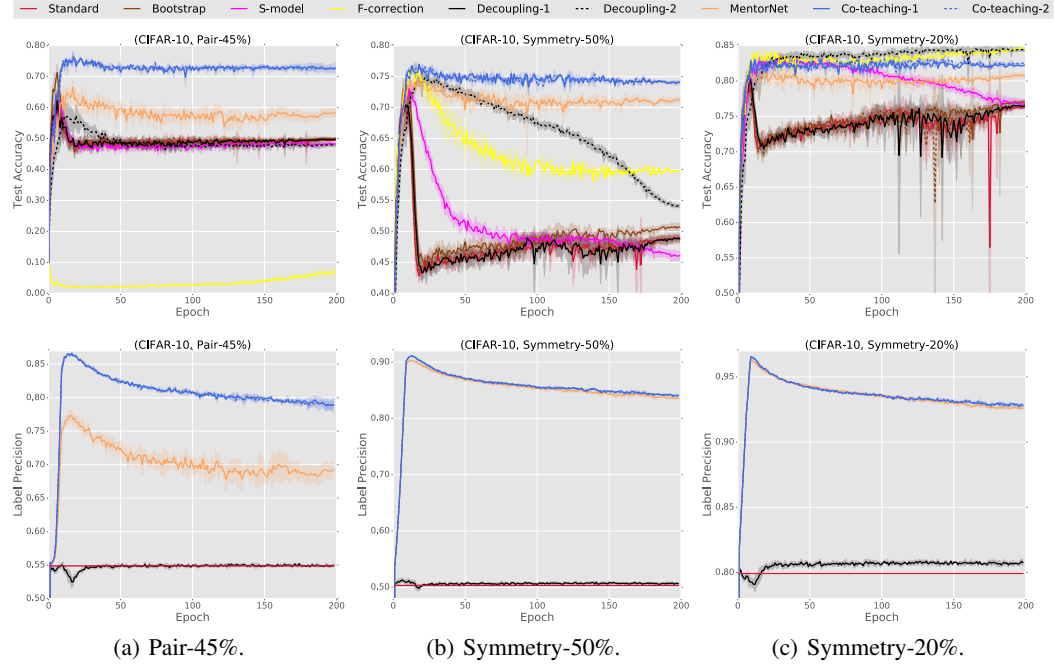 Standard Bootstrap S-model F-correction Decoupling-1 Decoupling-2 MentorNet Co-teaching-1 Co-teaching-2
(CIFAR-10, Pair-45%) (CIFAR-10, Symmetry-50%) (CIFAR-10, Symmetry-20%)
Test Accuracy
0.80
0.70
0.60
0.50
0.40
0.30
0.20
0.10
0.00
0 50 100 150 200
Epoch
Test Accuracy
0.80
0.75
0.70
0.65
0.60
0.55
0.50
0.45
0.40
0 50 100 150 200
Epoch
Test Accuracy
0.85
0.80
0.75
0.70
0.65
0.60
0.55
0.50
0 50 100 150 200
Epoch
(CIFAR-10, Pair-45%) (CIFAR-10, Symmetry-50%) (CIFAR-10, Symmetry-20%)
Label Precision
0.85
0.80
0.75
0.70
0.65
0.60
0.55
0.50
0 50 100 150 200
Epoch
Label Precision
0.90
0.80
0.70
0.60
0.50
0 50 100 150 200
Epoch
Label Precision
0.95
0.90
0.85
0.80
0 50 100 150 200
Epoch
(a) Pair-45%. (b) Symmetry-50%. (c) Symmetry-20%.